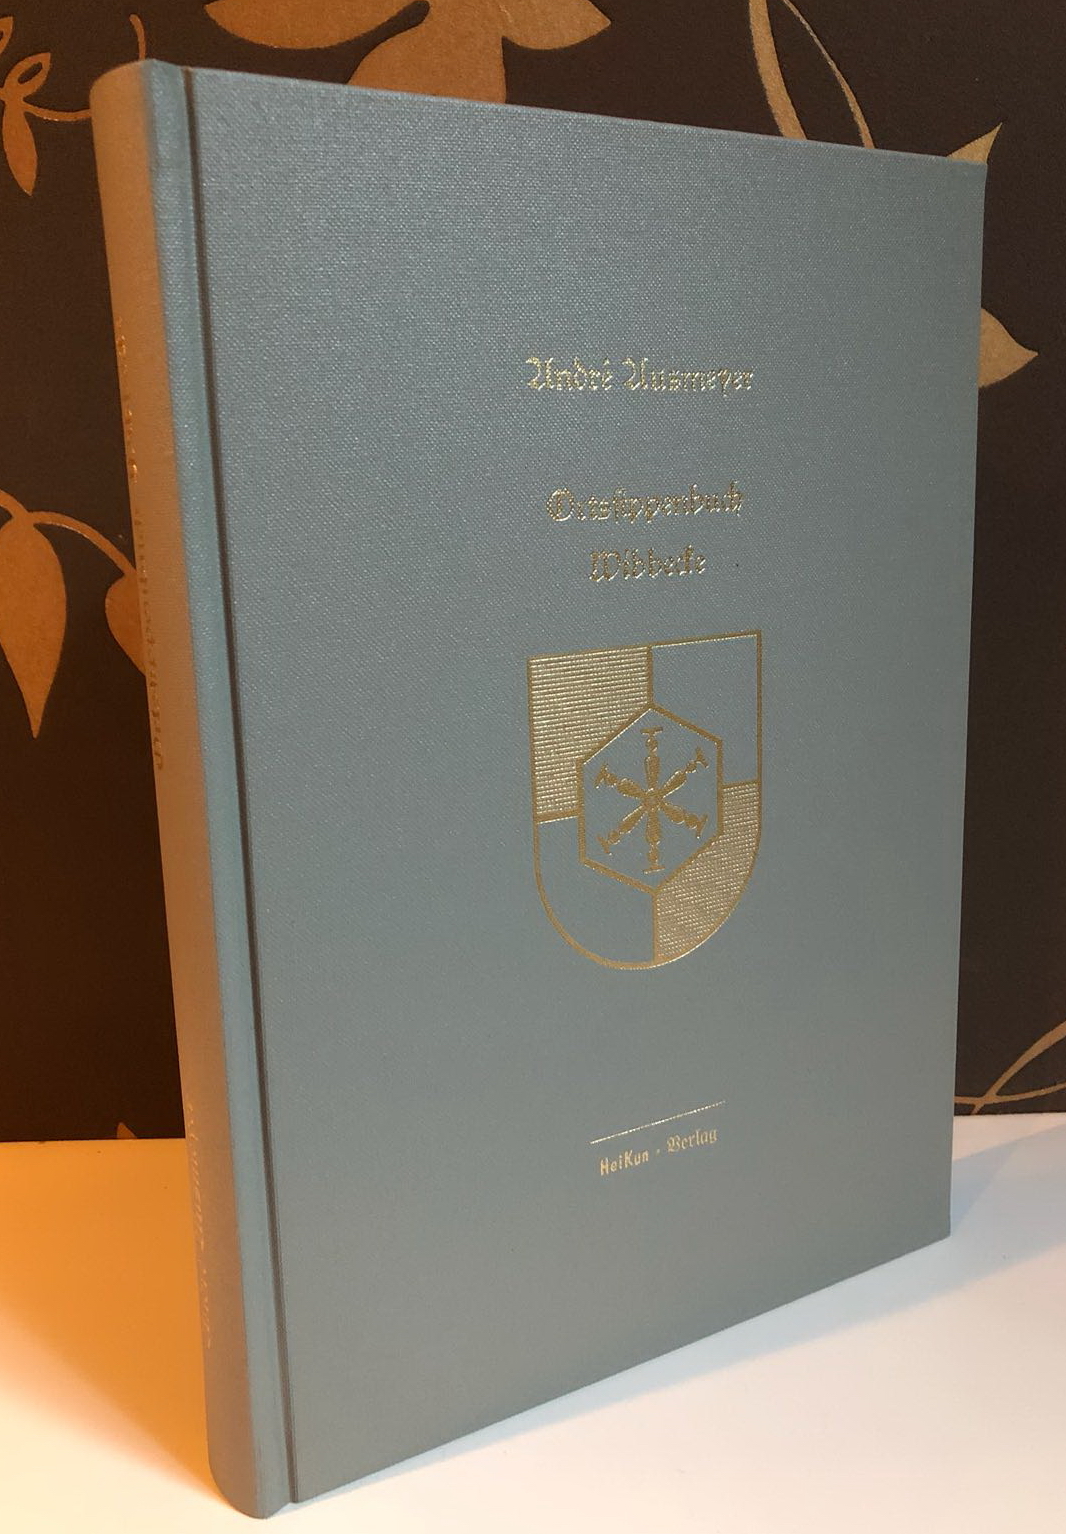 André Ausmeyer
Ortssippenbuch
Wibbecke
HeiKun - Verlag